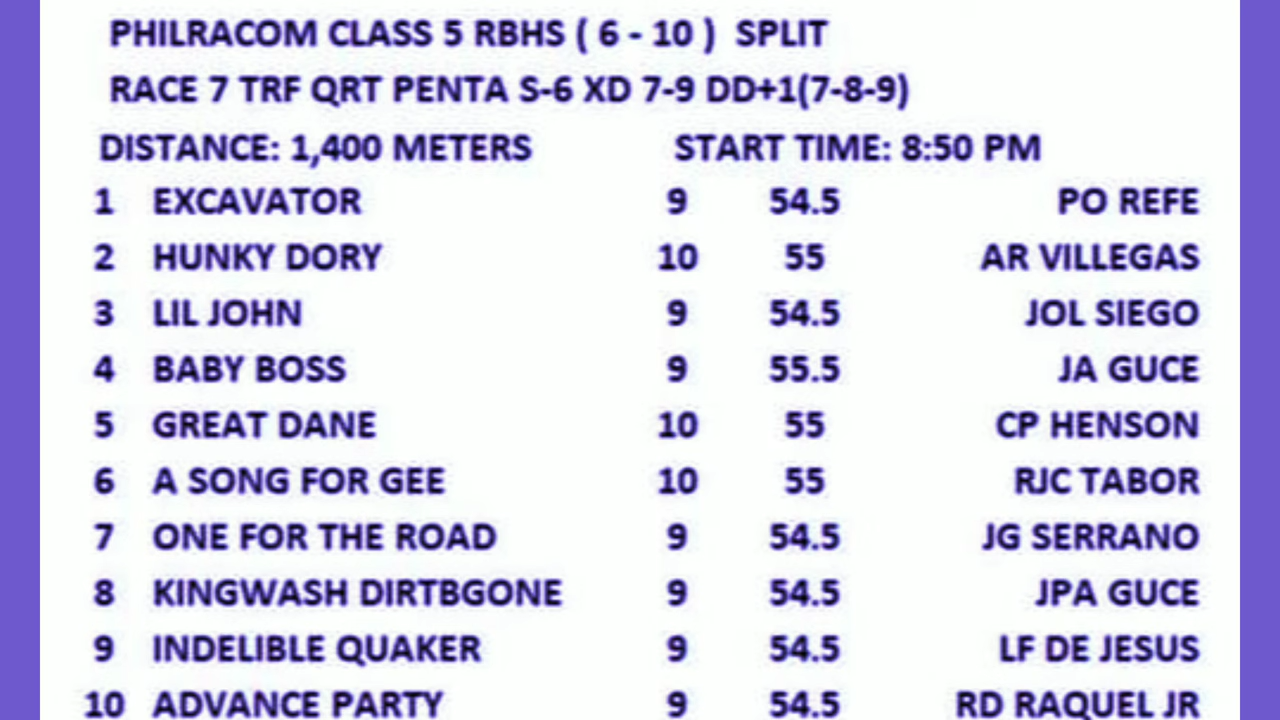 PHILRACOM CLASS 5 RBHS ( 6 - 10 ) SPLIT
RACE 7 TRF QRT PENTA S-6 XD 7-9 DD+1(7-8-9)
DISTANCE: 1,400 METERS START TIME: 8:50 PM
1 EXCAVATOR 9 54.5 PO REFE
2 HUNKY DORY 10 55 AR VILLEGAS
3 LIL JOHN 9 54.5 JOL SIEGO
4 BABY BOSS 9 55.5 JA GUCE
5 GREAT DANE 10 55 CP HENSON
6 A SONG FOR GEE 10 55 RJC TABOR
7 ONE FOR THE ROAD 9 54.5 JG SERRANO
8 KINGWASH DIRTBGONE 9 54.5 JPA GUCE
9 INDELIBLE QUAKER 9 54.5 LF DE JESUS
10 ADVANCE PARTY 9 54.5 RD RAQUEL JR